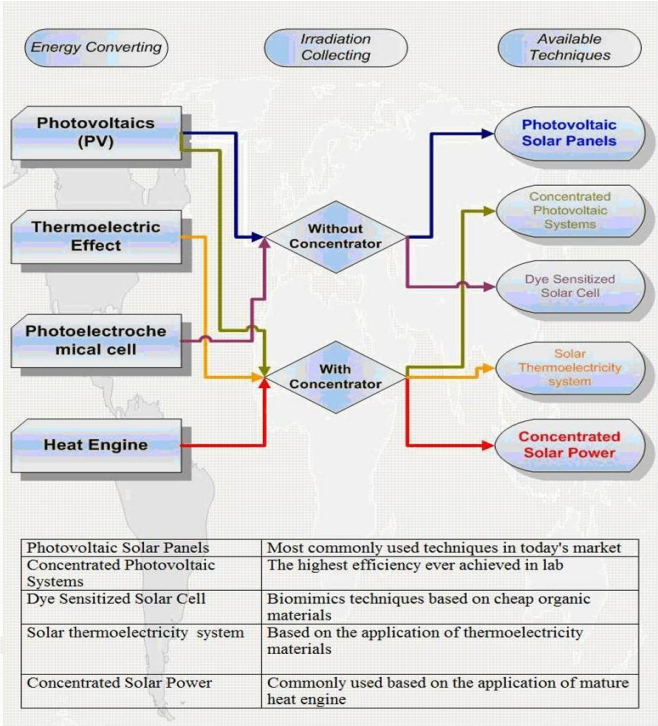 Energy Converting
Irradiation
Collecting
Available
Techniques
Photovoltaics
(PV)
Photovoltaic
Solar Panels
Thermoelectric
Effect
Without
Concentrator
Concentrated
Photovoltaic
Systems
Dye Sensitized
Solar Cell
Photoelectroche
mical cell
With
Concentrator
Solar
Thermoelectricity
system
Heat Engine
Concentrated
Solar Power
Photovoltaic Solar Panels
Most commonly used techniques in today's market
Concentrated Photovoltaic
Systems
The highest efficiency ever achieved in lab
Dye Sensitized Solar Cell
Biomimics techniques based on cheap organic
materials
Solar thermoelectricity system
Based on the application of thermoelectricity
materials
Concentrated Solar Power
Commonly used based on the application of mature
heat engine